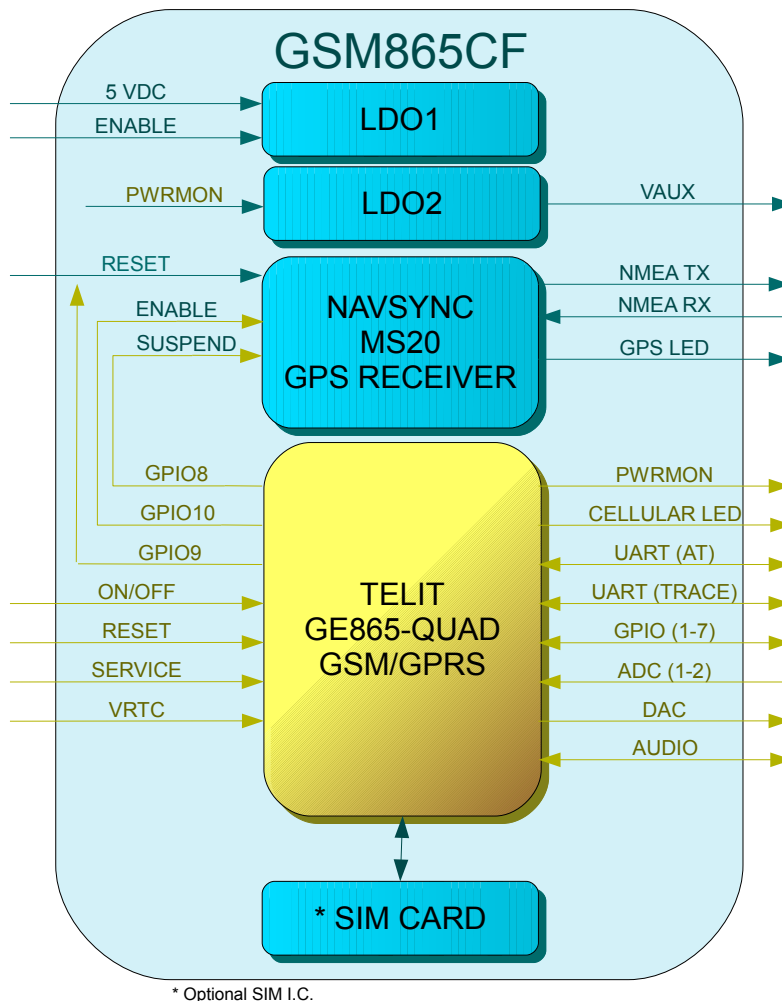 GSM865CF
5 VDC
ENABLE
LDO1
PWRMON
LDO2
VAUX
RESET
ENABLE
SUSPEND
NAVSYNC
MS20
GPS RECEIVER
NMEA TX
NMEA RX
GPS LED
GPIO8
GPIO10
GPIO9
ON/OFF
RESET
SERVICE
VRTC
TELIT
GE865-QUAD
GSM/GPRS
PWRMON
CELLULAR LED
UART (AT)
UART (TRACE)
GPIO (1-7)
ADC (1-2)
DAC
AUDIO
* SIM CARD
* Optional SIM I.C.